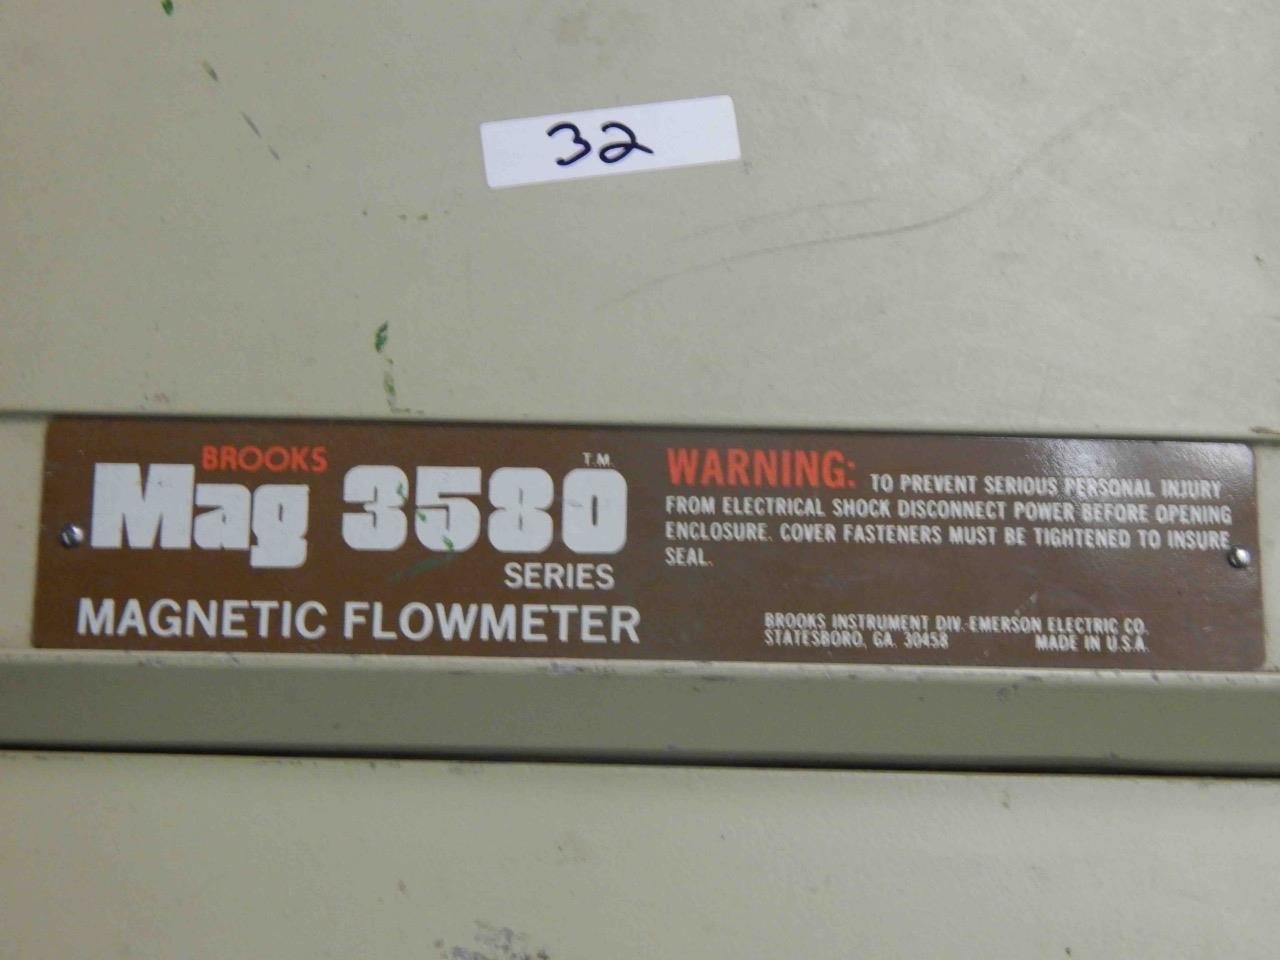 32
BROOKS
Mag 3580 T.M.
SERIES
MAGNETIC FLOWMETER
WARNING: TO PREVENT SERIOUS PERSONAL INJURY
FROM ELECTRICAL SHOCK DISCONNECT POWER BEFORE OPENING
ENCLOSURE. COVER FASTENERS MUST BE TIGHTENED TO INSURE
SEAL.
BROOKS INSTRUMENT DIV. EMERSON ELECTRIC CO.
STATESBORO, GA. 30458 MADE IN U.S.A.